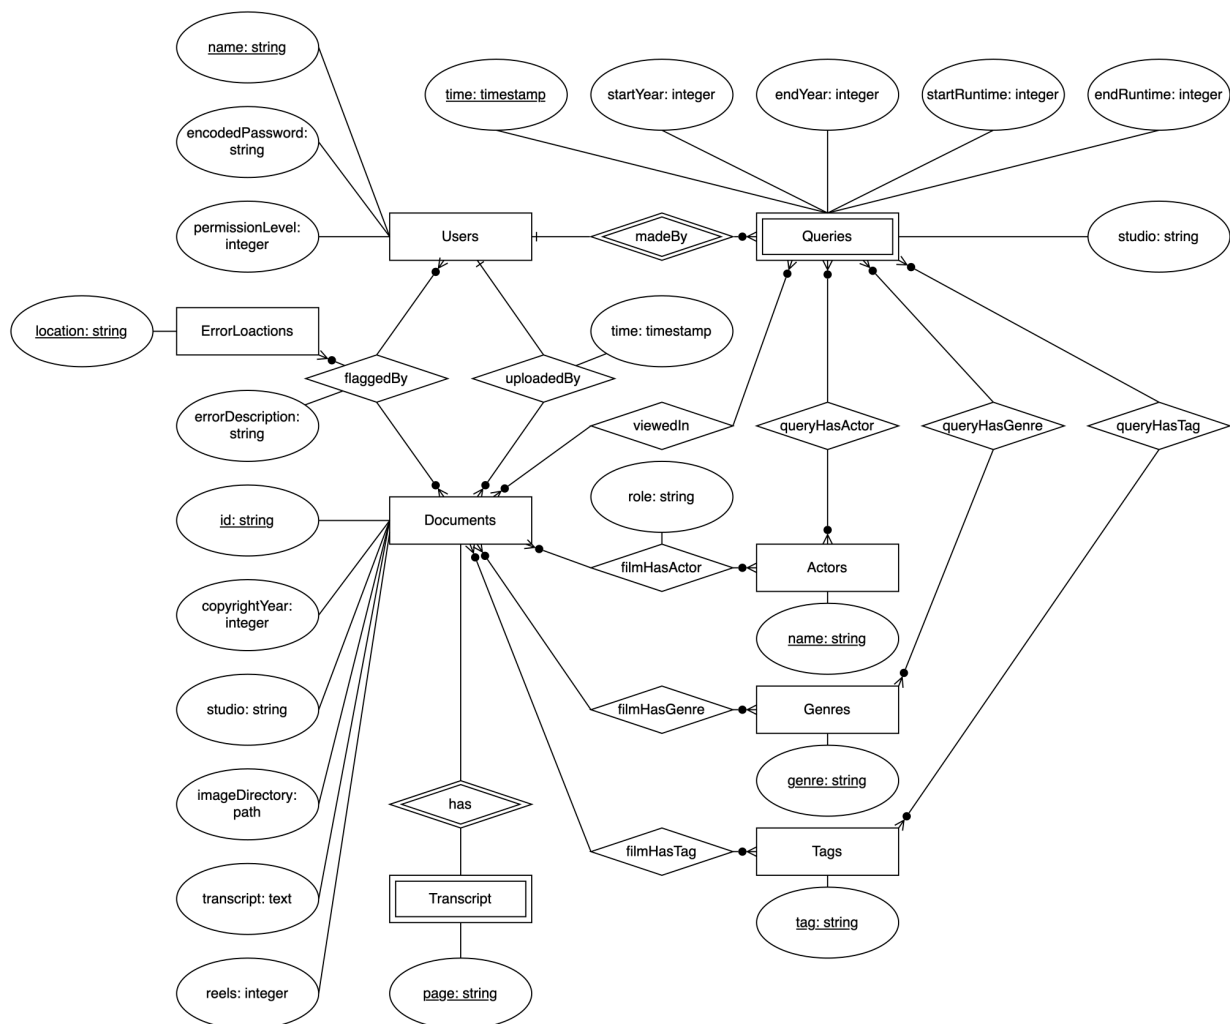 name: string
time: timestamp
startYear: integer
endYear: integer
startRuntime: integer
endRuntime: integer
encodedPassword:
string
permissionLevel:
integer
Users
madeBy
Queries
studio: string
location: string
ErrorLoactions
time: timestamp
flaggedBy
uploadedBy
errorDescription:
string
viewedIn
queryHasActor
queryHasGenre
queryHasTag
role: string
id: string
Documents
filmHasActor
Actors
copyrightYear:
integer
name: string
studio: string
filmHasGenre
Genres
genre: string
imageDirectory:
path
has
filmHasTag
Tags
transcript: text
Transcript
tag: string
reels: integer
page: string